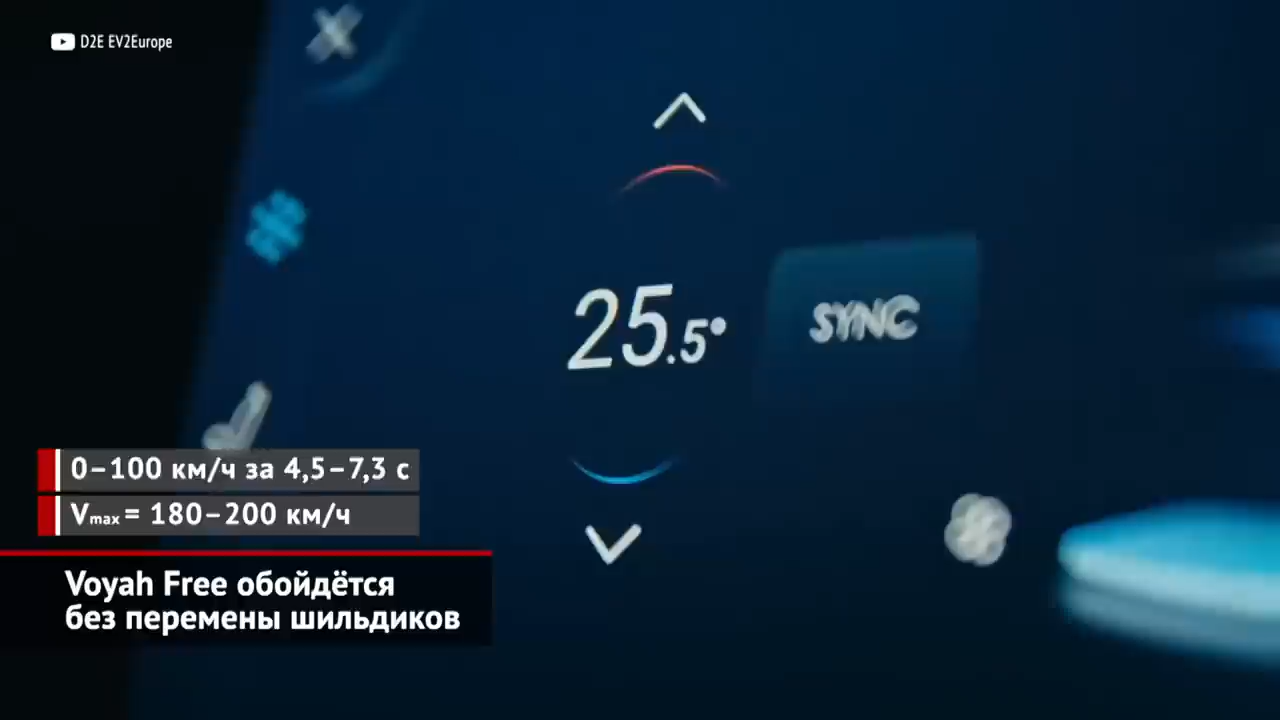 D2E EV2Europe
25.5°
SYNC
0–100 км/ч за 4,5–7,3 с
Vmax = 180–200 км/ч
Voyah Free обойдётся
без перемены шильдиков